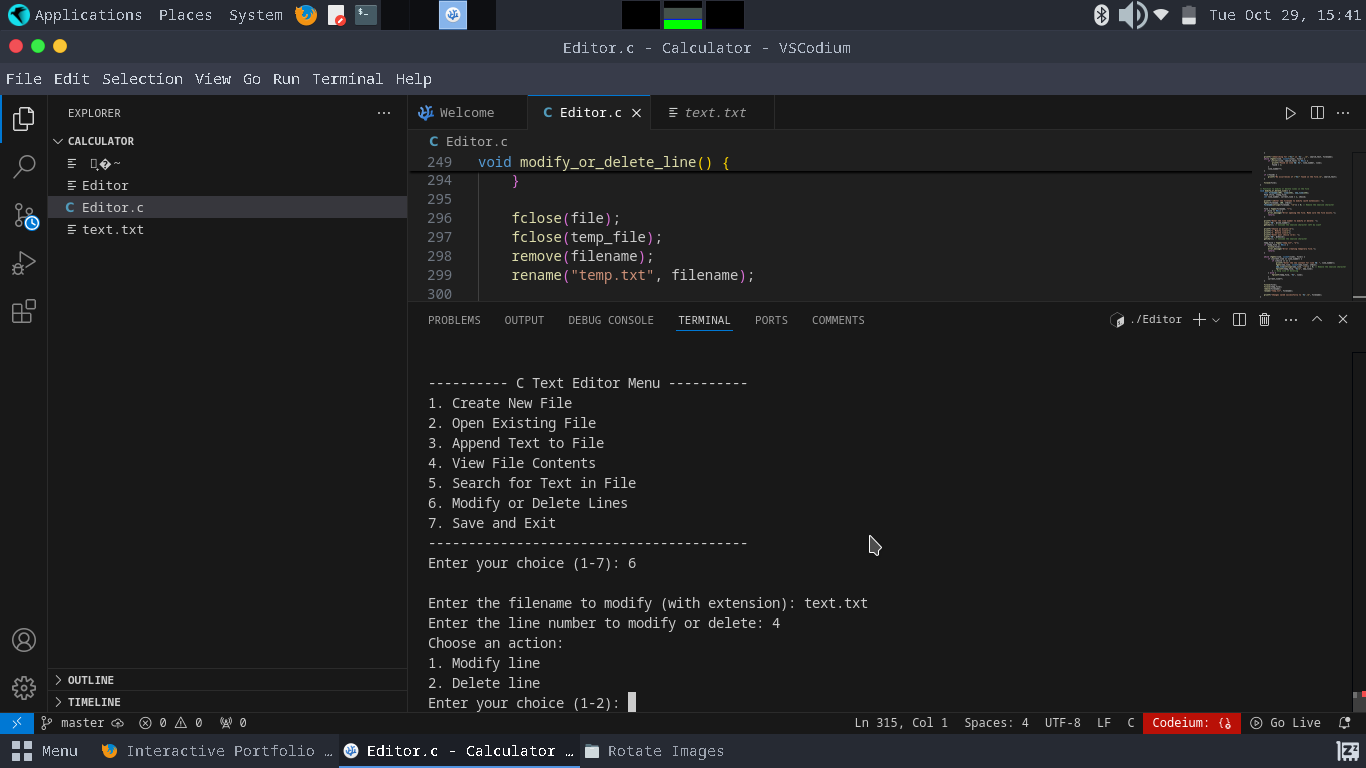 Applications Places System
Tue Oct 29, 15:41
Editor.c - Calculator - VSCodium
File Edit Selection View Go Run Terminal Help
EXPLORER
CALCULATOR
Editor
Editor.c
text.txt
OUTLINE
TIMELINE
Welcome
C Editor.c
text.txt
C Editor.c
249 void modify_or_delete_line() {
294 }
295
296 fclose(file);
297 fclose(temp_file);
298 remove(filename);
299 rename("temp.txt", filename);
300
PROBLEMS OUTPUT DEBUG CONSOLE TERMINAL PORTS COMMENTS
./Editor
---------- C Text Editor Menu ----------
1. Create New File
2. Open Existing File
3. Append Text to File
4. View File Contents
5. Search for Text in File
6. Modify or Delete Lines
7. Save and Exit
----------------------------------------
Enter your choice (1-7): 6
Enter the filename to modify (with extension): text.txt
Enter the line number to modify or delete: 4
Choose an action:
1. Modify line
2. Delete line
Enter your choice (1-2):
master 0 0 0
Ln 315, Col 1 Spaces: 4 UTF-8 LF C Codeium: {} Go Live
Menu Interactive Portfolio … Editor.c - Calculator … Rotate Images